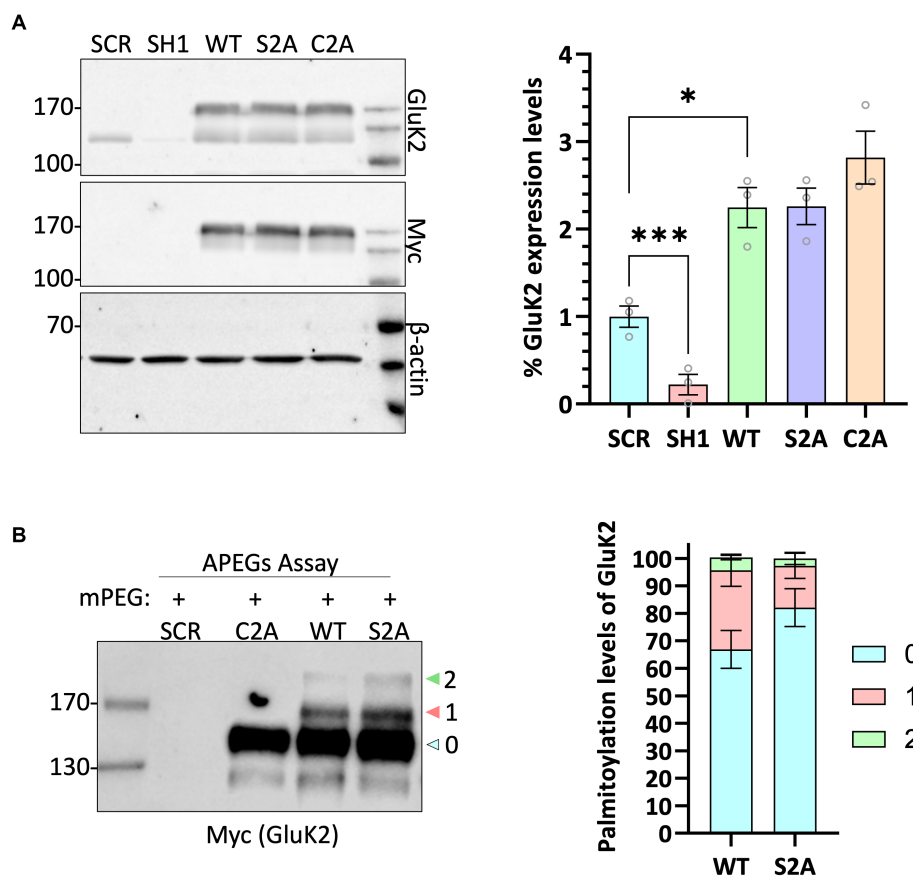 A
SCR SH1 WT S2A C2A
170
100
GluK2
170
100
Myc
70
β-actin
% GluK2 expression levels
4
3
2
1
0
*
***
SCR SH1 WT S2A C2A
B
APEGs Assay
mPEG: + + + +
SCR C2A WT S2A
170
130
2
1
0
Myc (GluK2)
Palmitoylation levels of GluK2
100
90
80
70
60
50
40
30
20
10
0
WT S2A
0
1
2